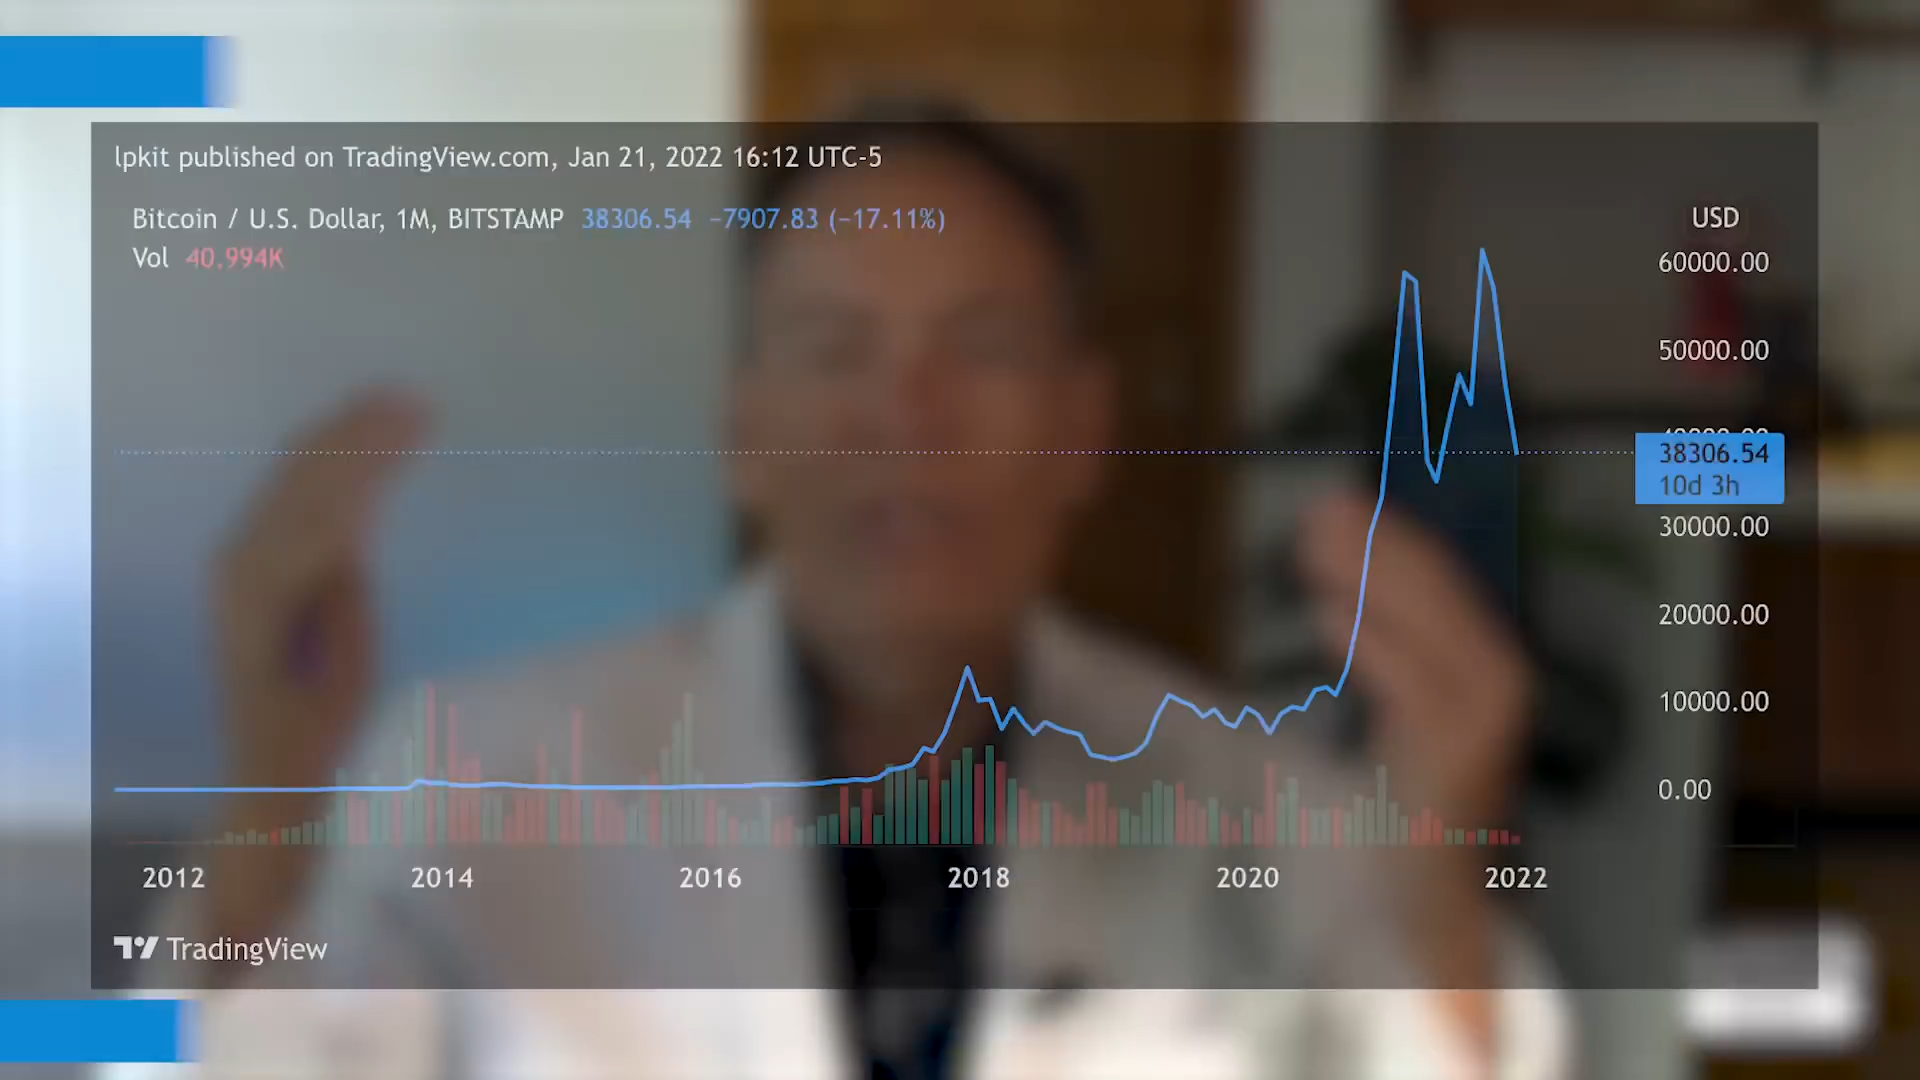 lpkit published on TradingView.com, Jan 21, 2022 16:12 UTC-5
Bitcoin / U.S. Dollar, 1M, BITSTAMP 38306.54 −7907.83 (−17.11%)
Vol 40.994K
USD
60000.00
50000.00
38306.54
10d 3h
30000.00
20000.00
10000.00
0.00
2012 2014 2016 2018 2020 2022
TradingView